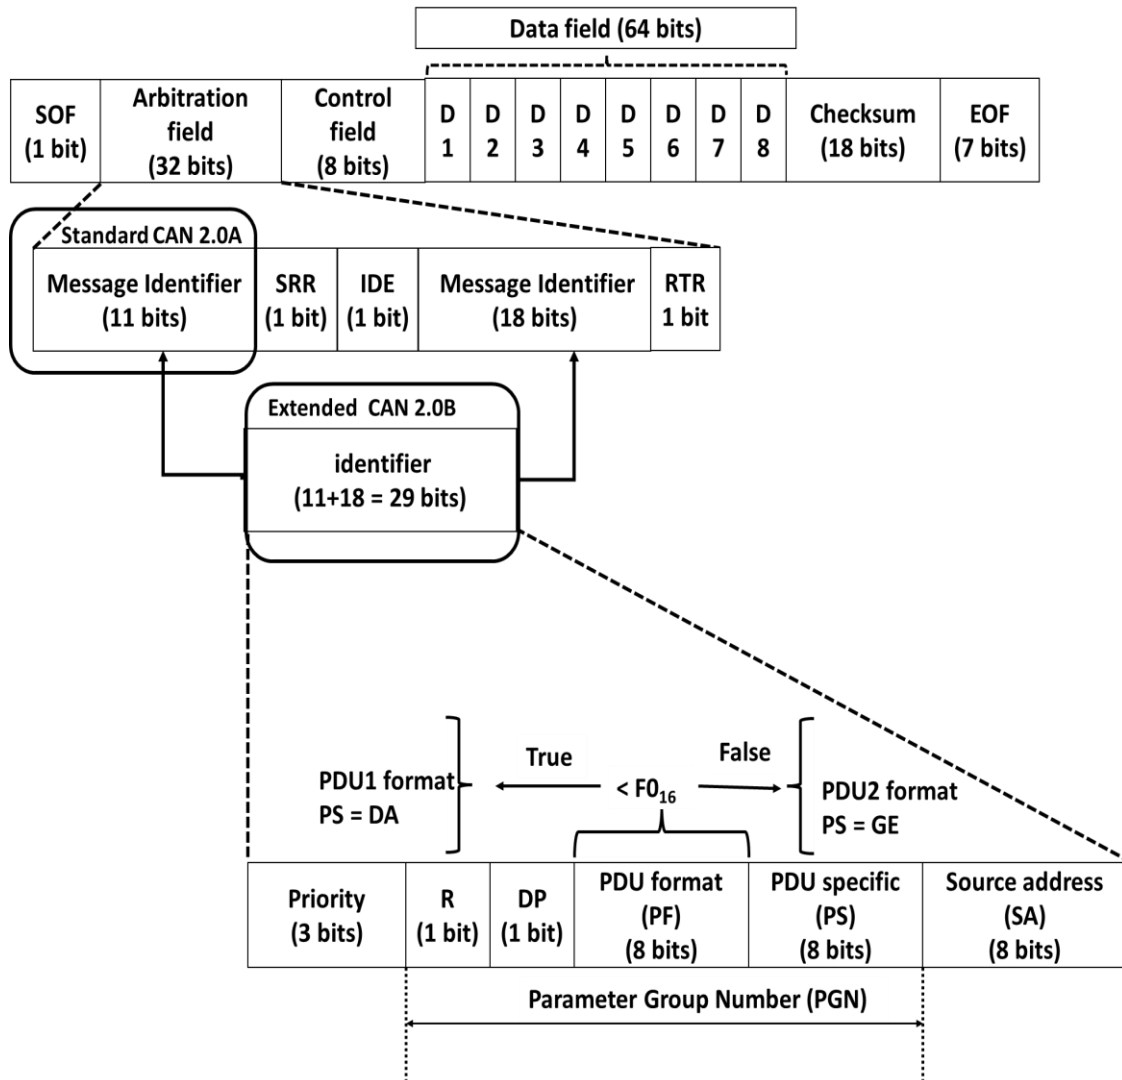 Data field (64 bits)
SOF
(1 bit)
Arbitration
field
(32 bits)
Control
field
(8 bits)
D
1
D
2
D
3
D
4
D
5
D
6
D
7
D
8
Checksum
(18 bits)
EOF
(7 bits)
Standard CAN 2.0A
Message Identifier
(11 bits)
SRR
(1 bit)
IDE
(1 bit)
Message Identifier
(18 bits)
RTR
1 bit
Extended CAN 2.0B
identifier
(11+18 = 29 bits)
PDU1 format
PS = DA
True
< F0₁₆
False
PDU2 format
PS = GE
Priority
(3 bits)
R
(1 bit)
DP
(1 bit)
PDU format
(PF)
(8 bits)
PDU specific
(PS)
(8 bits)
Source address
(SA)
(8 bits)
Parameter Group Number (PGN)